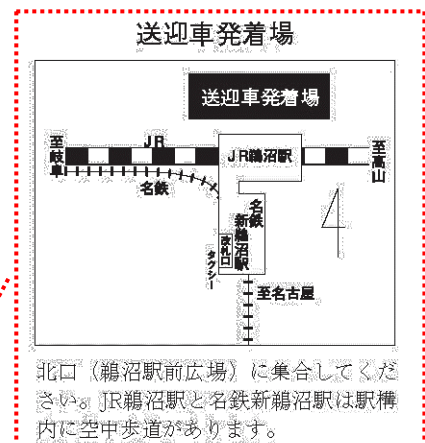 送迎車発着場
送迎車発着場
至岐阜
JR
JR鵜沼駅
至高山
名鉄
名鉄
新鵜沼駅
改札口
タクシー
至名古屋
北口（鵜沼駅前広場）に集合してくだ
さい。JR鵜沼駅と名鉄新鵜沼駅は駅構
内に空中歩道があります。